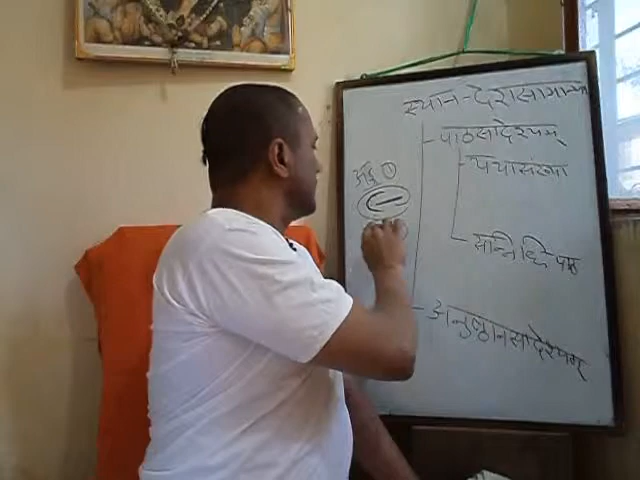 स्थान - देशसामान्य
पाठसादेश्यम्
यथासंख्य
सन्निधि पाठ
अनुष्ठानसादेश्यम्